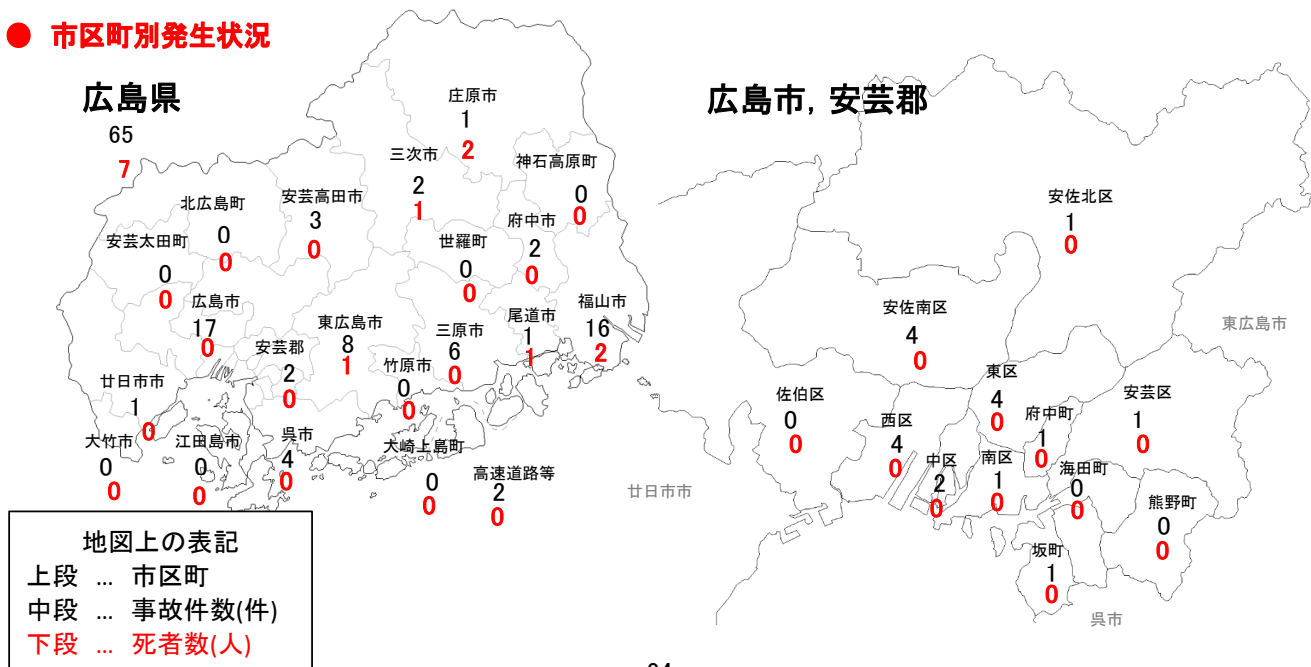 ● 市区町別発生状況
広島県
65
7
庄原市
1
2
三次市
2
1
神石高原町
0
0
安芸高田市
3
0
北広島町
0
0
府中市
2
0
安芸太田町
0
0
世羅町
0
0
広島市
17
0
東広島市
8
1
三原市
6
0
尾道市
1
1
福山市
16
2
安芸郡
2
0
竹原市
0
0
廿日市市
1
0
大竹市
0
0
江田島市
0
0
呉市
4
0
大崎上島町
0
0
高速道路等
2
0
地図上の表記
上段 … 市区町
中段 … 事故件数(件)
下段 … 死者数(人)
広島市, 安芸郡
安佐北区
1
0
安佐南区
4
0
東広島市
東区
4
0
安芸区
1
0
佐伯区
0
0
西区
4
0
府中町
1
0
中区
2
0
南区
1
0
海田町
0
0
熊野町
0
0
廿日市市
坂町
1
0
呉市